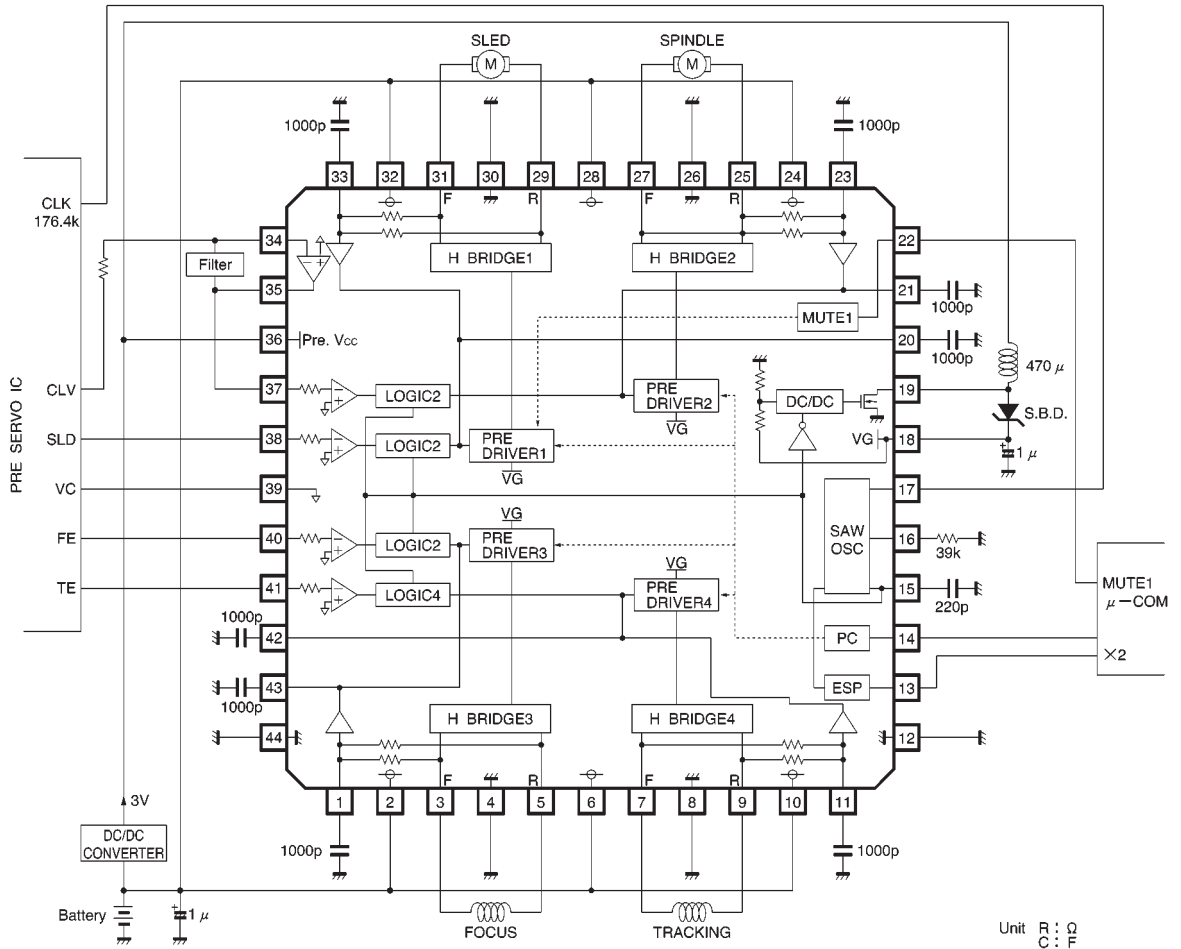 SLED
SPINDLE
M
M
1000p
1000p
33
32
31
30
29
28
27
26
25
24
23
F
R
F
R
CLK
176.4k
34
Filter
− +
H BRIDGE1
H BRIDGE2
22
35
21
1000p
MUTE1
36
Pre. Vcc
20
1000p
470 μ
CLV
37
− +
LOGIC2
PRE
DRIVER2
VG
DC/DC
19
S.B.D.
SLD
38
− +
LOGIC2
PRE
DRIVER1
VG
VG
18
+
1 μ
PRE SERVO IC
VC
39
17
VG
SAW
OSC
FE
40
− +
LOGIC2
PRE
DRIVER3
16
39k
VG
TE
41
− +
LOGIC4
PRE
DRIVER4
15
220p
MUTE1
μ−COM
1000p
42
PC
14
×2
43
1000p
ESP
13
H BRIDGE3
H BRIDGE4
44
12
F
R
F
R
3V
1
2
3
4
5
6
7
8
9
10
11
DC/DC
CONVERTER
1000p
1000p
Battery
+
1 μ
FOCUS
TRACKING
Unit R : Ω
C : F